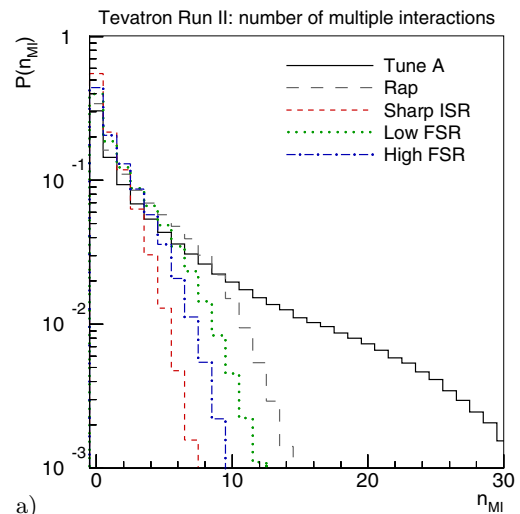 Tevatron Run II: number of multiple interactions
P(n_MI)
1
Tune A
Rap
Sharp ISR
Low FSR
High FSR
10^-1
10^-2
10^-3
0 10 20 30
n_MI
a)